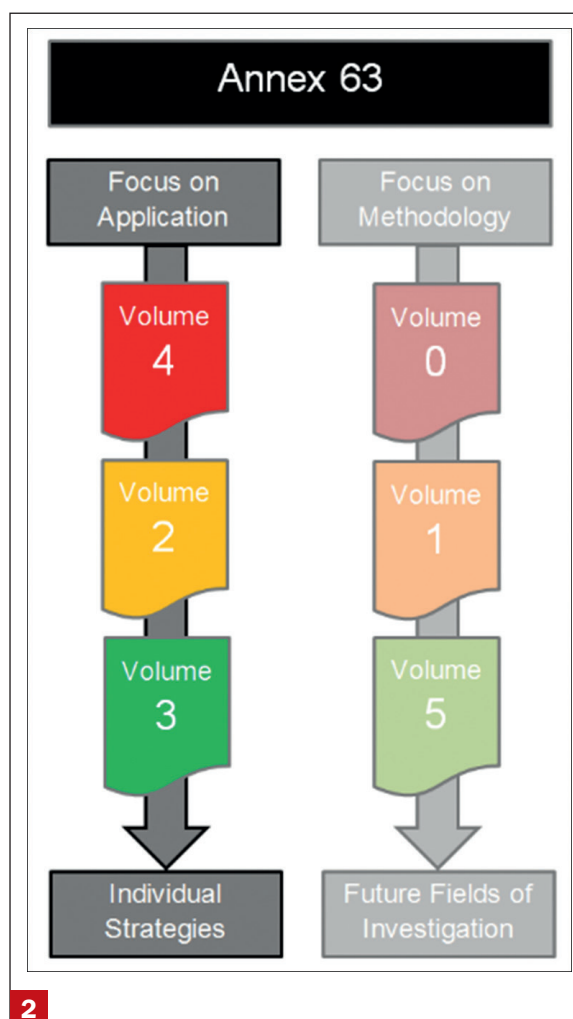 Annex 63
Focus on
Application
Volume
4
Volume
2
Volume
3
Individual
Strategies
Focus on
Methodology
Volume
0
Volume
1
Volume
5
Future Fields of
Investigation
2